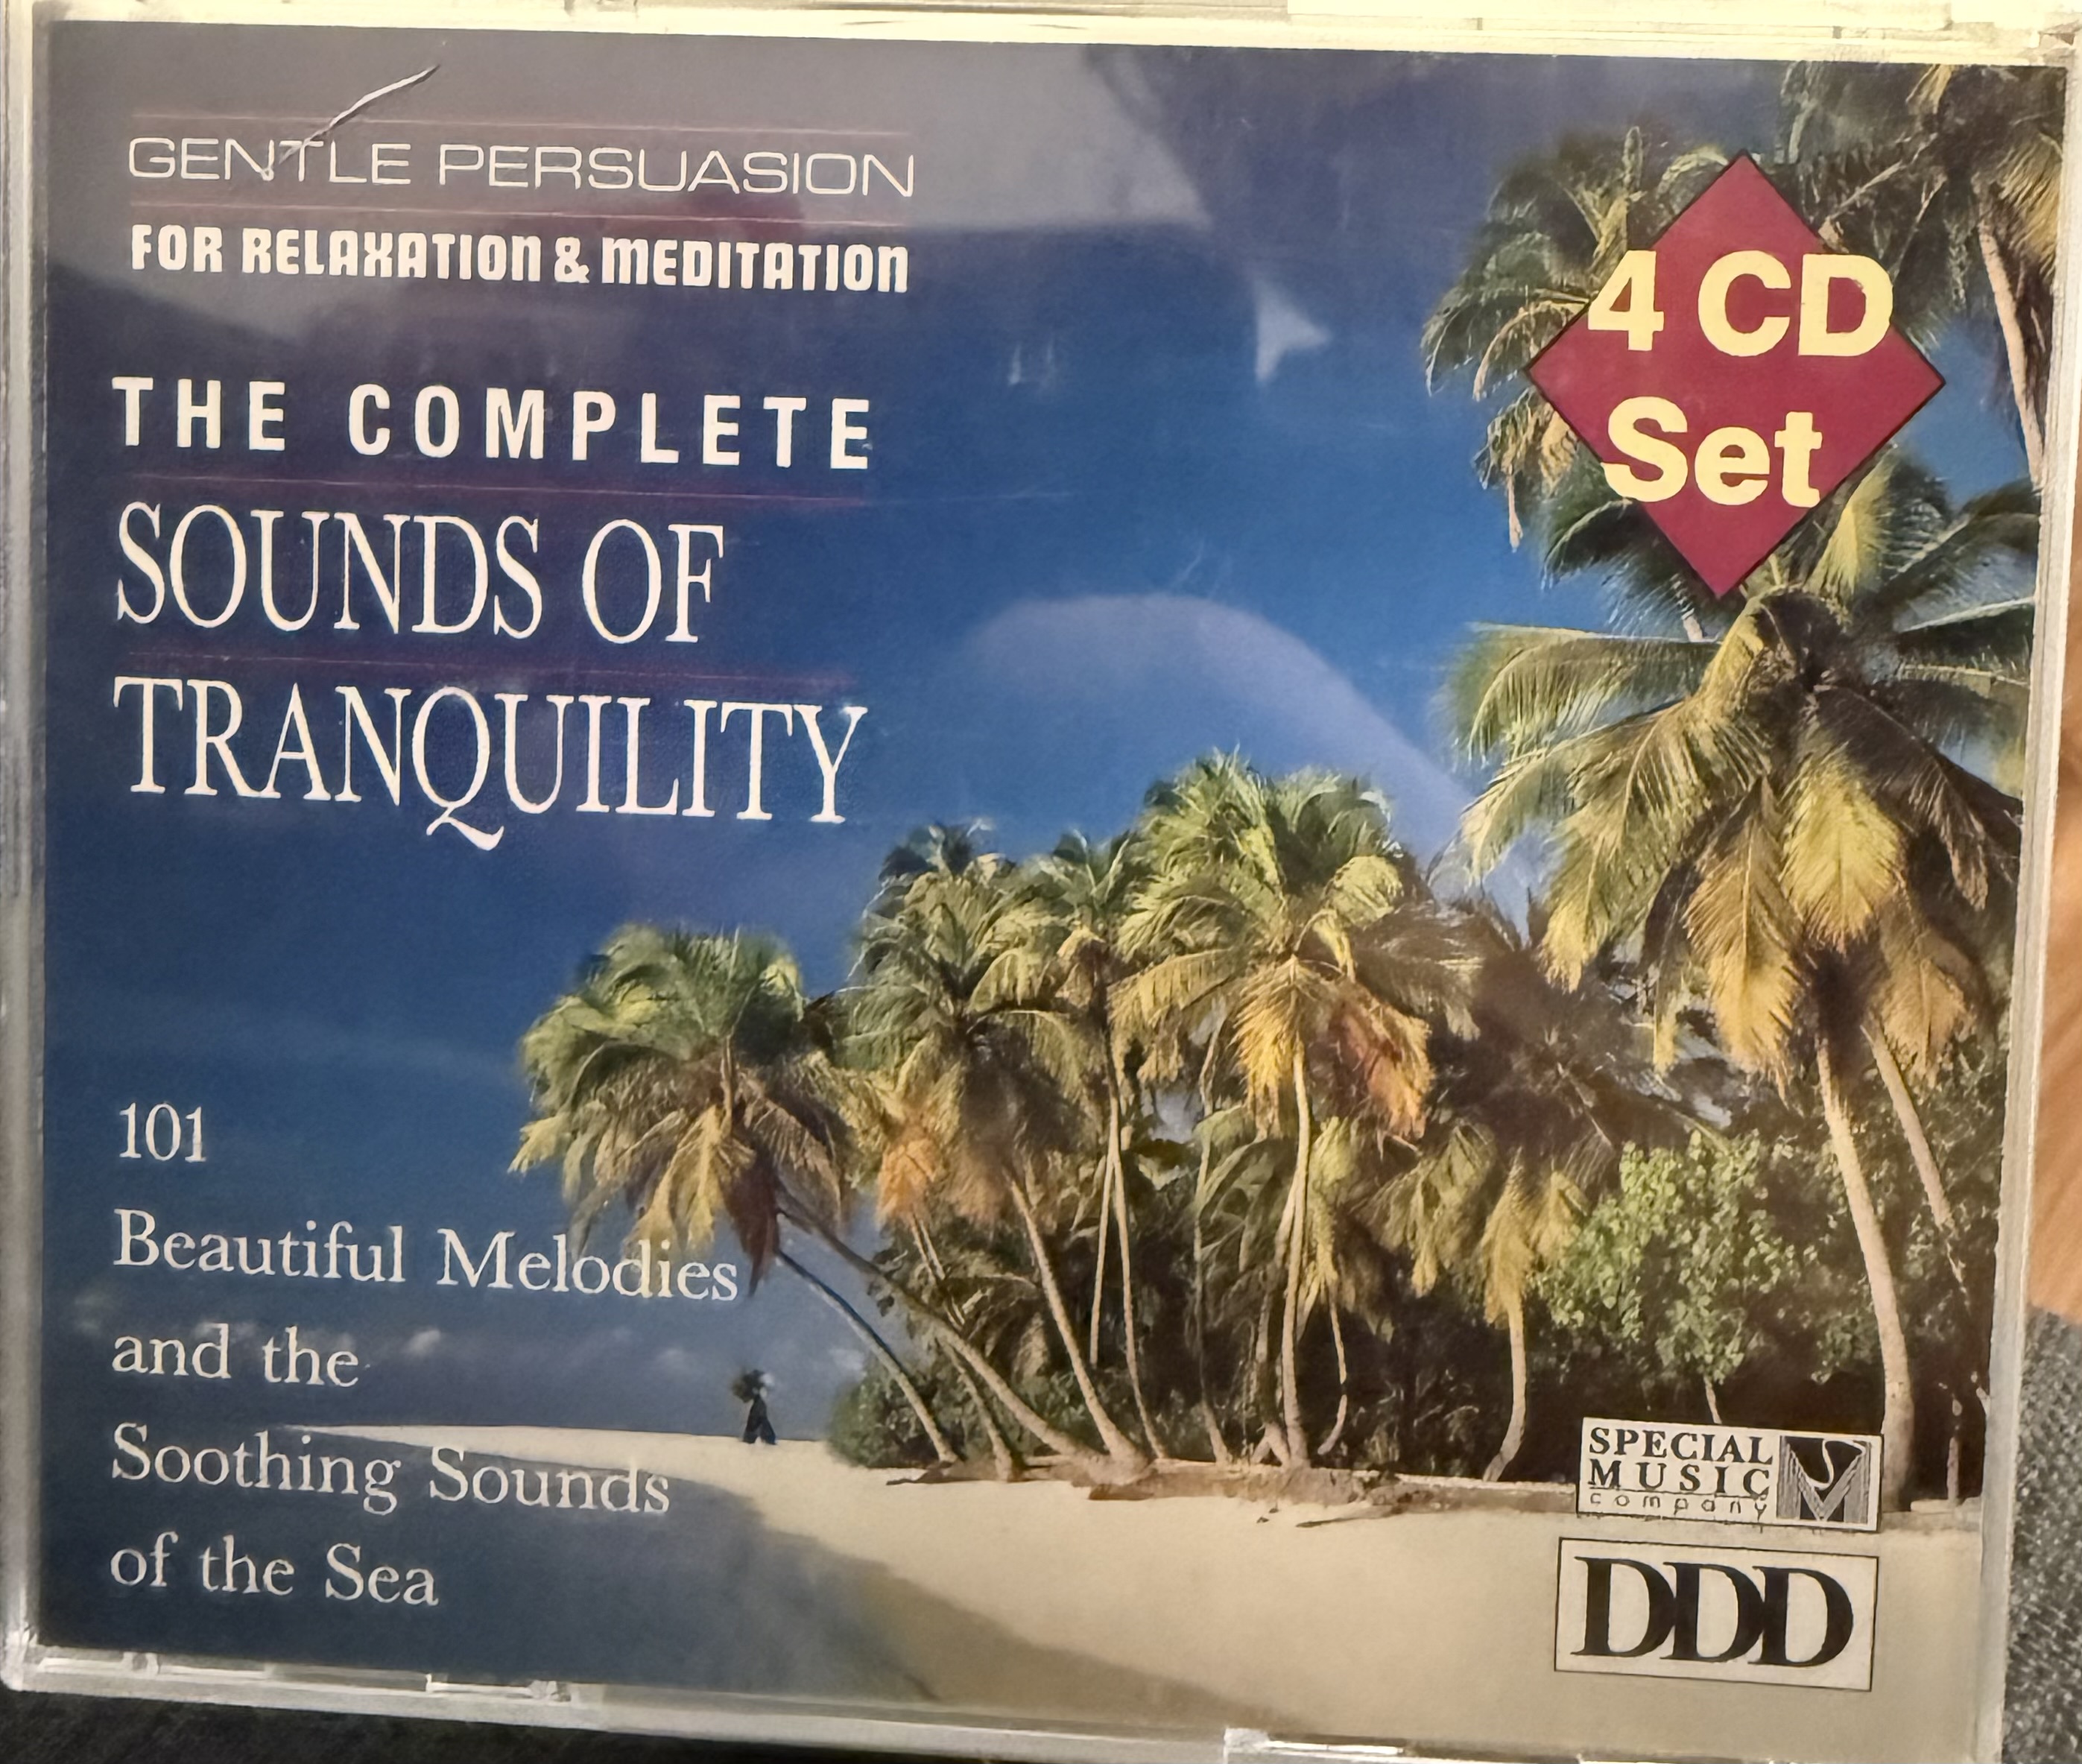 GENTLE PERSUASION
FOR RELAXATION & MEDITATION
THE COMPLETE
SOUNDS OF
TRANQUILITY
4 CD
Set
101
Beautiful Melodies
and the
Soothing Sounds
of the Sea
SPECIAL
MUSIC
company
DDD